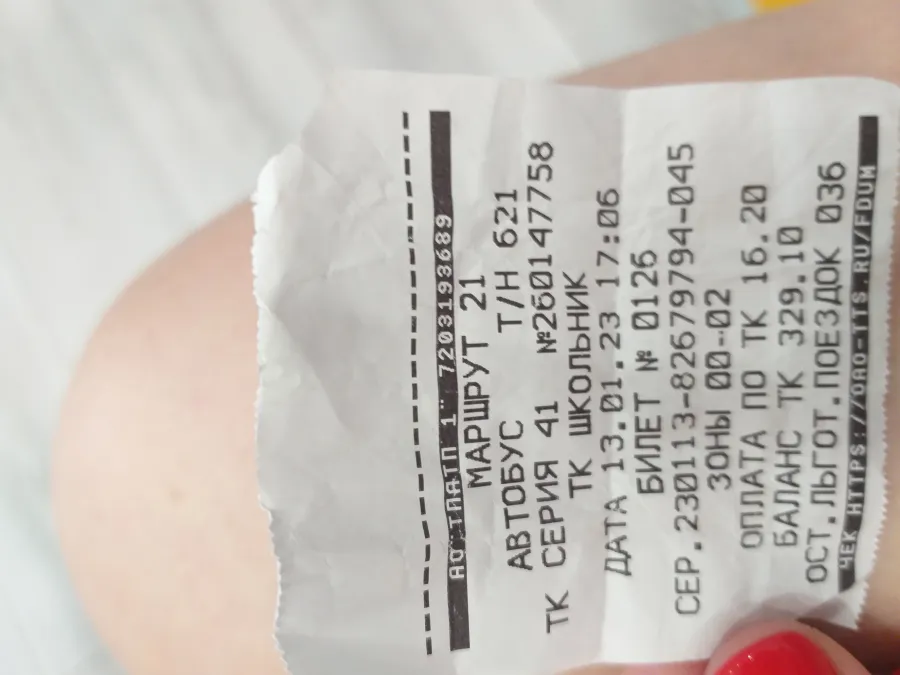 АО "ТПАТП 1" 7203193689
МАРШРУТ 21
АВТОБУС Т/Н 621
ТК СЕРИЯ 41 №260147758
ТК ШКОЛЬНИК
ДАТА 13.01.23 17:06
БИЛЕТ № 0126
СЕР.230113-82679794-045
ЗОНЫ 00-02
ОПЛАТА ПО ТК 16.20
БАЛАНС ТК 329.10
ОСТ.ЛЬГОТ.ПОЕЗДОК 036
ЧЕК HTTPS://OAO-TTS.RU/FDUM